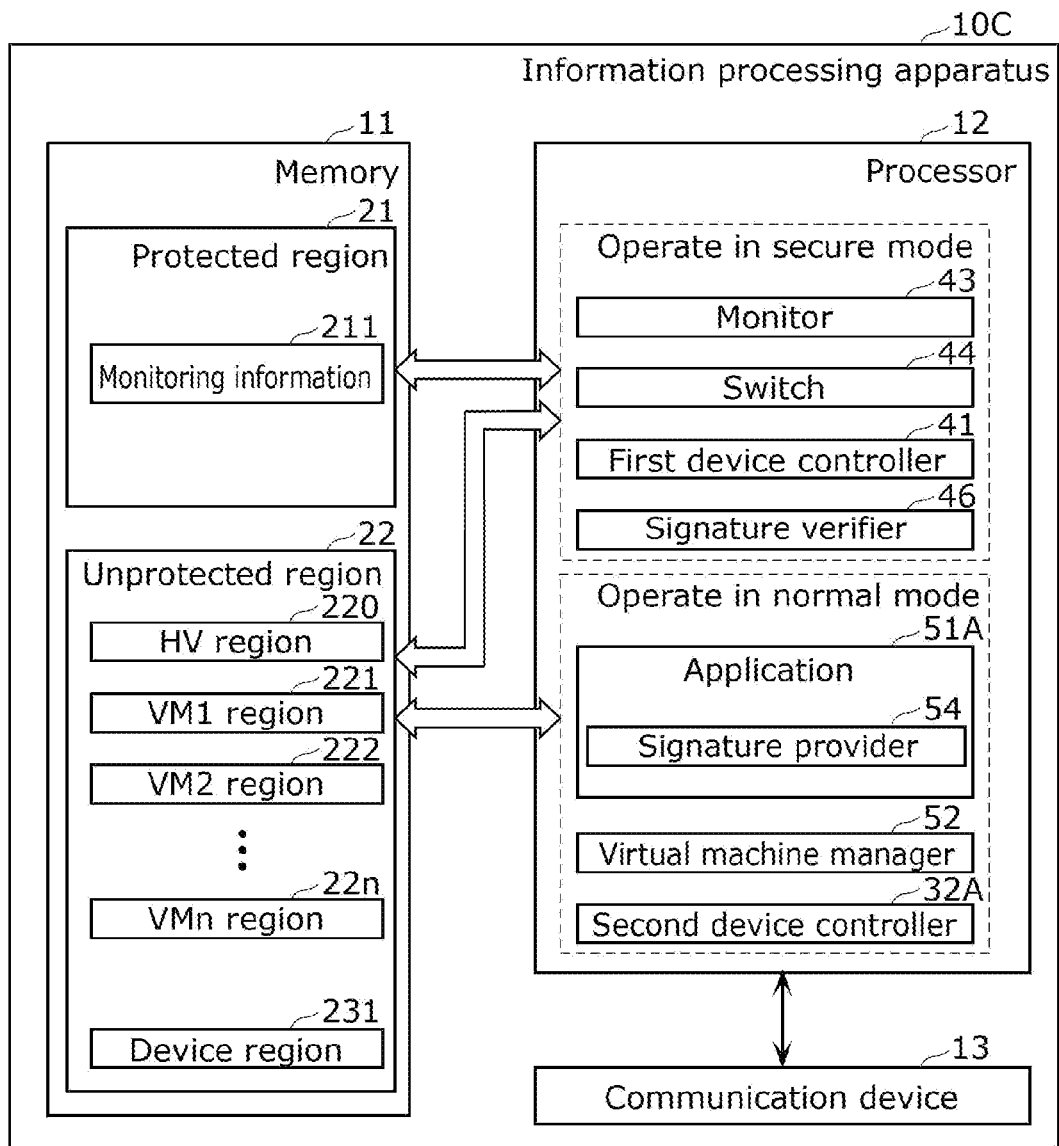 10C
Information processing apparatus
11
Memory
21
Protected region
211
Monitoring information
22
Unprotected region
220
HV region
221
VM1 region
222
VM2 region
22n
VMn region
231
Device region
12
Processor
Operate in secure mode
43
Monitor
44
Switch
41
First device controller
46
Signature verifier
Operate in normal mode
51A
Application
54
Signature provider
52
Virtual machine manager
32A
Second device controller
13
Communication device